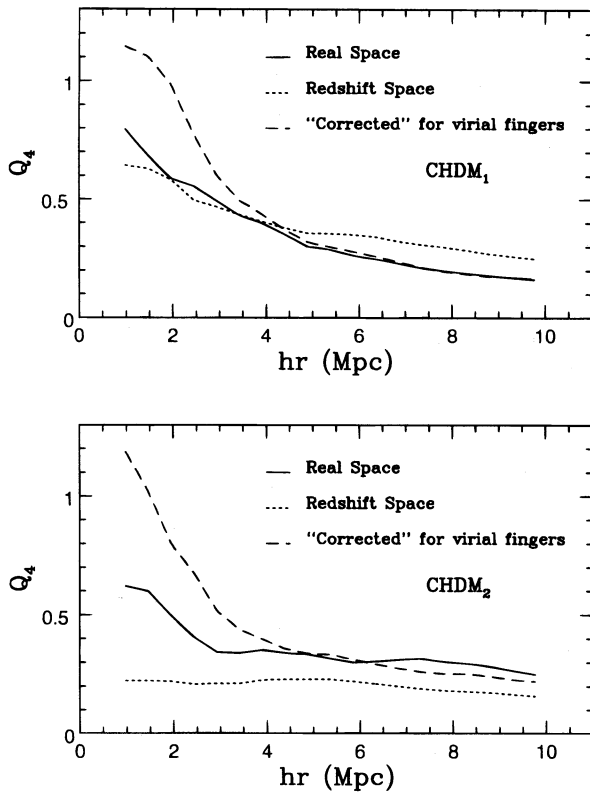 1
0.5
0
Q4
Real Space
Redshift Space
"Corrected" for virial fingers
CHDM1
0 2 4 6 8 10
hr (Mpc)
1
0.5
0
Q4
Real Space
Redshift Space
"Corrected" for virial fingers
CHDM2
0 2 4 6 8 10
hr (Mpc)